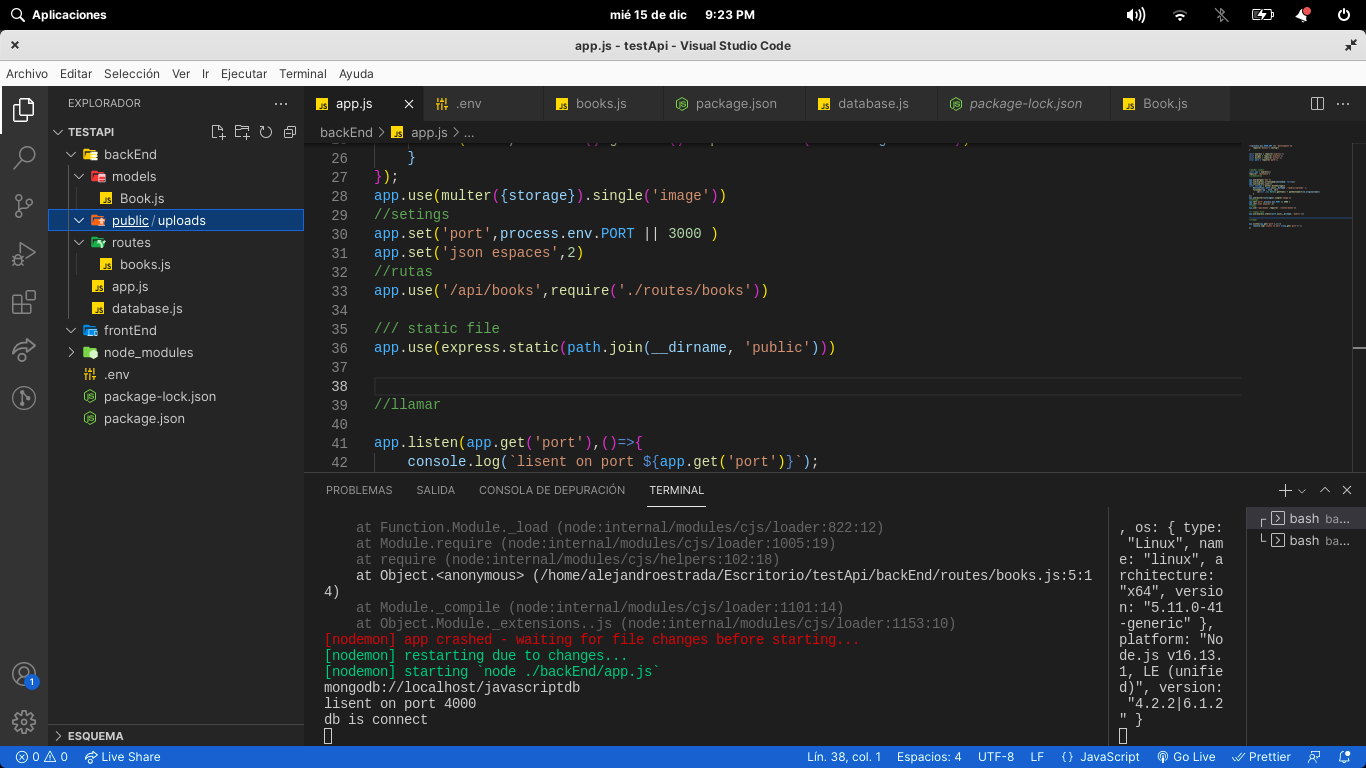 Aplicaciones
mié 15 de dic 9:23 PM
app.js - testApi - Visual Studio Code
Archivo Editar Selección Ver Ir Ejecutar Terminal Ayuda
EXPLORADOR
TESTAPI
backEnd
models
Book.js
public / uploads
routes
books.js
app.js
database.js
frontEnd
node_modules
.env
package-lock.json
package.json
ESQUEMA
1
app.js .env books.js package.json database.js package-lock.json Book.js
backEnd > app.js > ...
26 }
27 });
28 app.use(multer({storage}).single('image'))
29 //setings
30 app.set('port',process.env.PORT || 3000 )
31 app.set('json espaces',2)
32 //rutas
33 app.use('/api/books',require('./routes/books'))
34
35 /// static file
36 app.use(express.static(path.join(__dirname, 'public')))
37
38
39 //llamar
40
41 app.listen(app.get('port'),()=>{
42 console.log(`lisent on port ${app.get('port')}`);
PROBLEMAS SALIDA CONSOLA DE DEPURACIÓN TERMINAL
at Function.Module._load (node:internal/modules/cjs/loader:822:12)
at Module.require (node:internal/modules/cjs/loader:1005:19)
at require (node:internal/modules/cjs/helpers:102:18)
at Object.<anonymous> (/home/alejandroestrada/Escritorio/testApi/backEnd/routes/books.js:5:1
4)
at Module._compile (node:internal/modules/cjs/loader:1101:14)
at Object.Module._extensions..js (node:internal/modules/cjs/loader:1153:10)
[nodemon] app crashed - waiting for file changes before starting...
[nodemon] restarting due to changes...
[nodemon] starting `node ./backEnd/app.js`
mongodb://localhost/javascriptdb
lisent on port 4000
db is connect
, os: { type:
"Linux", nam
e: "linux", a
rchitecture:
"x64", versio
n: "5.11.0-41
-generic" },
platform: "No
de.js v16.13.
1, LE (unifie
d)", version:
"4.2.2|6.1.2
" }
bash ba...
bash ba...
0 0 Live Share
Lín. 38, col. 1 Espacios: 4 UTF-8 LF {} JavaScript Go Live Prettier